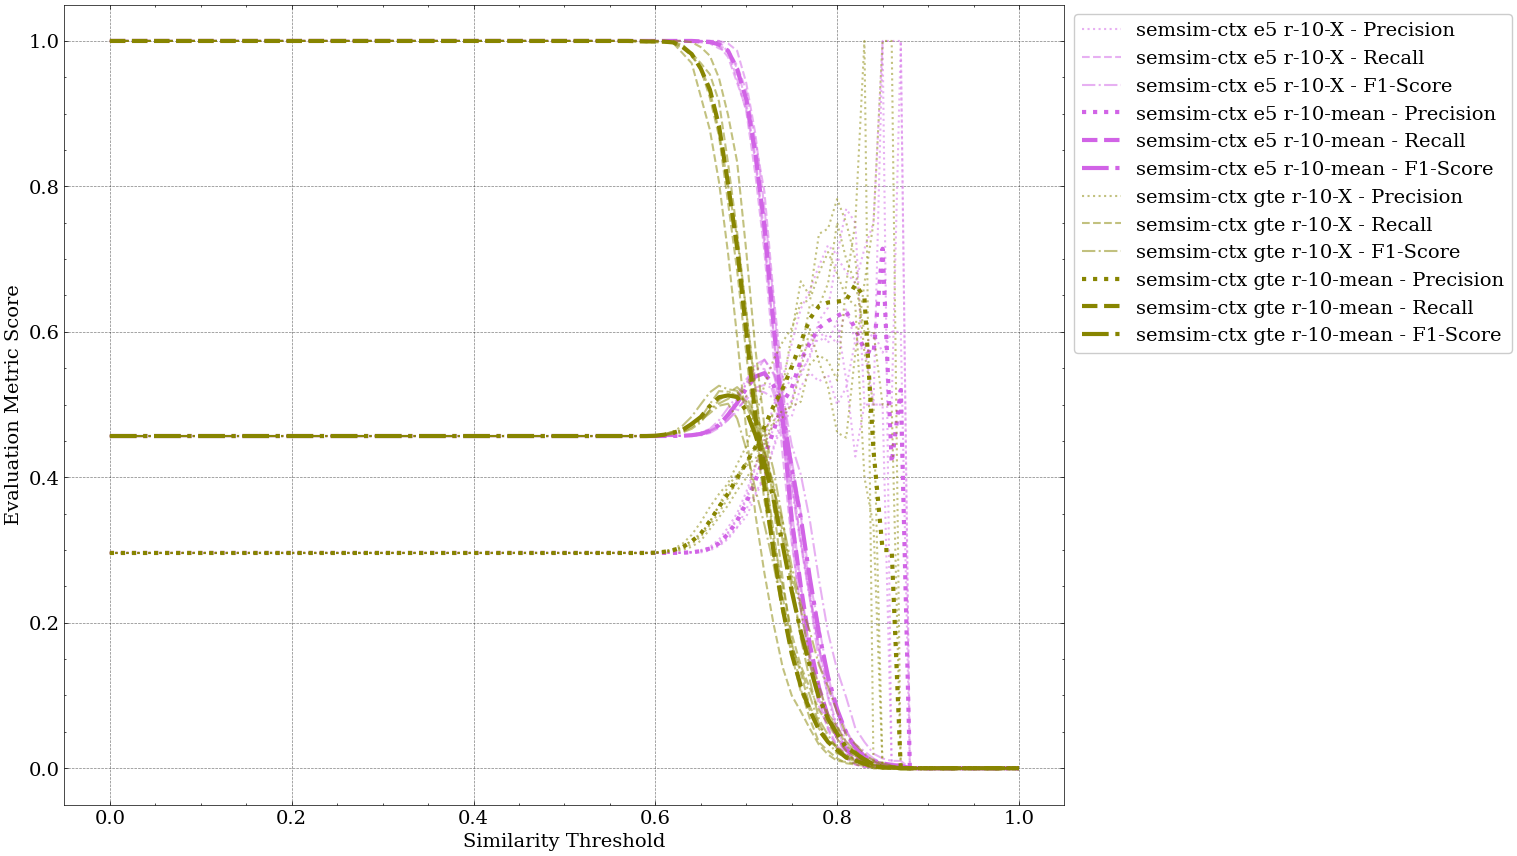 1.0
0.8
0.6
0.4
0.2
0.0
Evaluation Metric Score
0.0 0.2 0.4 0.6 0.8 1.0
Similarity Threshold
semsim-ctx e5 r-10-X - Precision
semsim-ctx e5 r-10-X - Recall
semsim-ctx e5 r-10-X - F1-Score
semsim-ctx e5 r-10-mean - Precision
semsim-ctx e5 r-10-mean - Recall
semsim-ctx e5 r-10-mean - F1-Score
semsim-ctx gte r-10-X - Precision
semsim-ctx gte r-10-X - Recall
semsim-ctx gte r-10-X - F1-Score
semsim-ctx gte r-10-mean - Precision
semsim-ctx gte r-10-mean - Recall
semsim-ctx gte r-10-mean - F1-Score